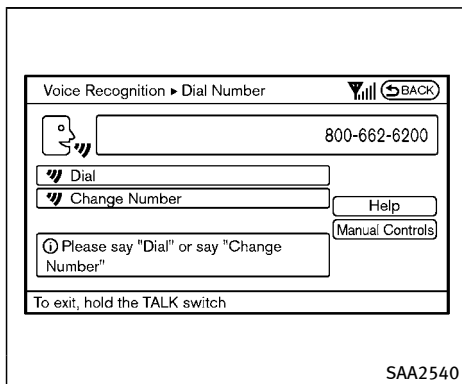 Voice Recognition ▸ Dial Number
BACK
800-662-6200
Dial
Change Number
Help
Manual Controls
Please say "Dial" or say "Change
Number"
To exit, hold the TALK switch
SAA2540